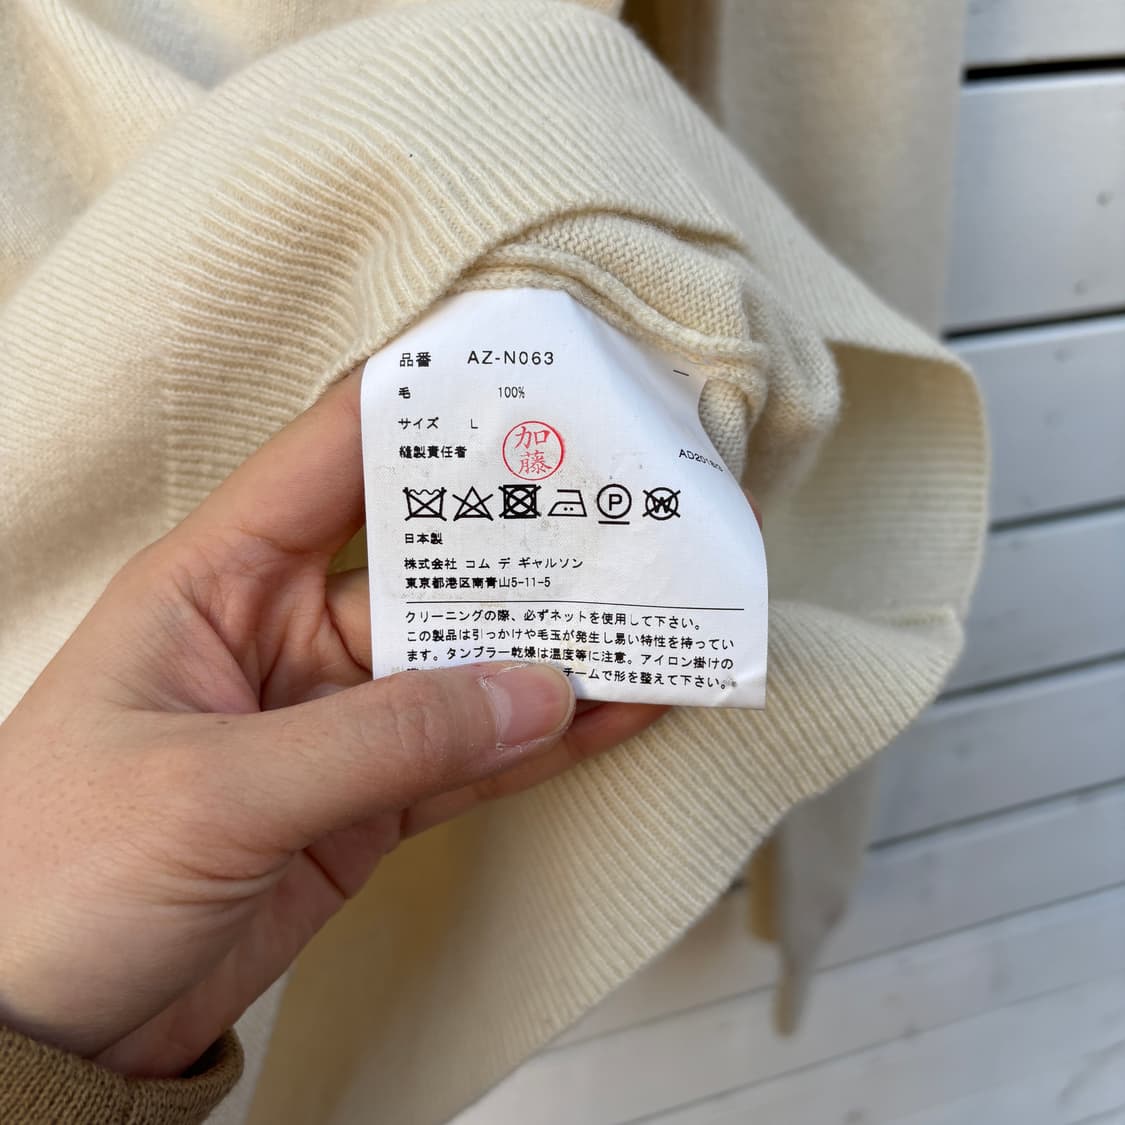 品番 AZ-N063
毛 100%
サイズ L
縫製責任者 加藤
P W
日本製
株式会社 コム デ ギャルソン
東京都港区南青山5-11-5
クリーニングの際、必ずネットを使用して下さい。
この製品は引っかけや毛玉が発生し易い特性を持ってい
ます。タンブラー乾燥は温度等に注意。アイロン掛けの
チームで形を整えて下さい。